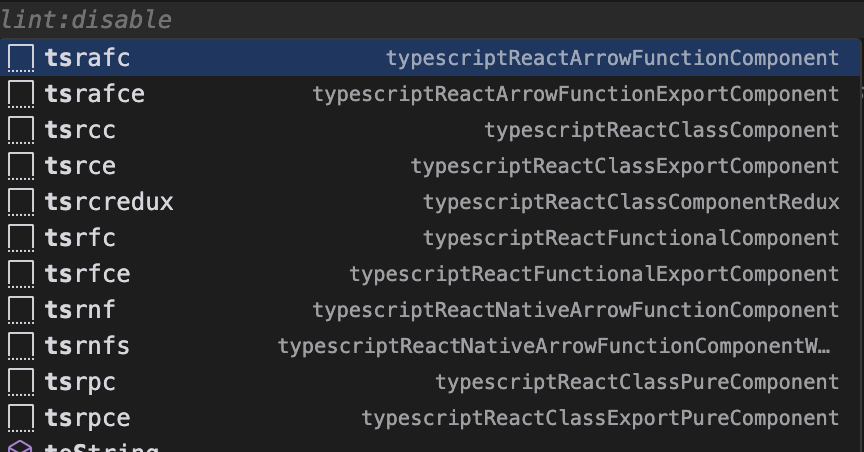 lint:disable
tsrafc typescriptReactArrowFunctionComponent
tsrafce typescriptReactArrowFunctionExportComponent
tsrcc typescriptReactClassComponent
tsrce typescriptReactClassExportComponent
tsrcredux typescriptReactClassComponentRedux
tsrfc typescriptReactFunctionalComponent
tsrfce typescriptReactFunctionalExportComponent
tsrnf typescriptReactNativeArrowFunctionComponent
tsrnfs typescriptReactNativeArrowFunctionComponentW…
tsrpc typescriptReactClassPureComponent
tsrpce typescriptReactClassExportPureComponent
toString